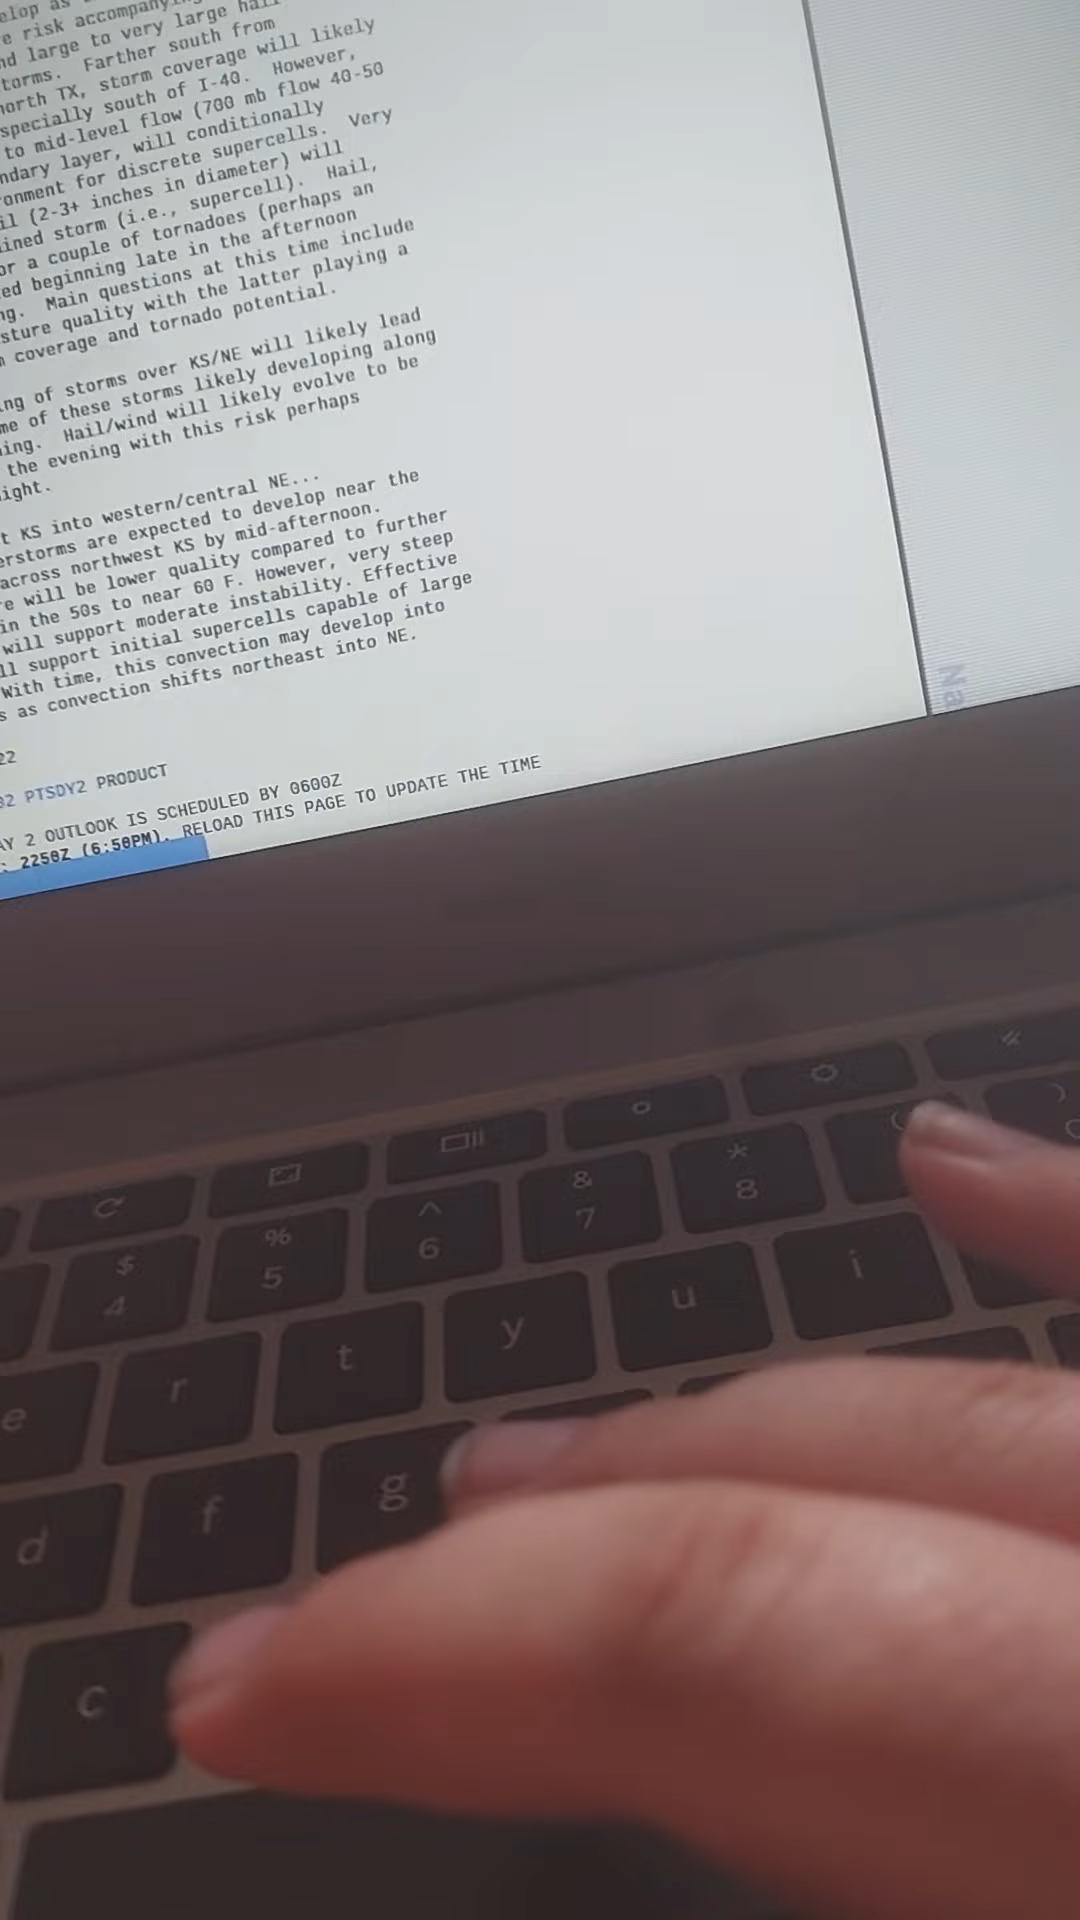 elop as
e risk accompanying
nd large to very large hail
torms. Farther south from
north TX, storm coverage will likely
specially south of I-40. However,
to mid-level flow (700 mb flow 40-50
ndary layer, will conditionally
ronment for discrete supercells. Very
il (2-3+ inches in diameter) will
ined storm (i.e., supercell). Hail,
or a couple of tornadoes (perhaps an
ed beginning late in the afternoon
ng. Main questions at this time include
sture quality with the latter playing a
m coverage and tornado potential.
ng of storms over KS/NE will likely lead
me of these storms likely developing along
ning. Hail/wind will likely evolve to be
the evening with this risk perhaps
ight.
t KS into western/central NE...
erstorms are expected to develop near the
across northwest KS by mid-afternoon.
e will be lower quality compared to further
in the 50s to near 60 F. However, very steep
will support moderate instability. Effective
ll support initial supercells capable of large
With time, this convection may develop into
s as convection shifts northeast into NE.
22
02 PTSDY2 PRODUCT
AY 2 OUTLOOK IS SCHEDULED BY 0600Z
: 2250Z (6:50PM). RELOAD THIS PAGE TO UPDATE THE TIME
Na
$ % ^ & * ( )
4 5 6 7 8
e r t y u i
d f g
c